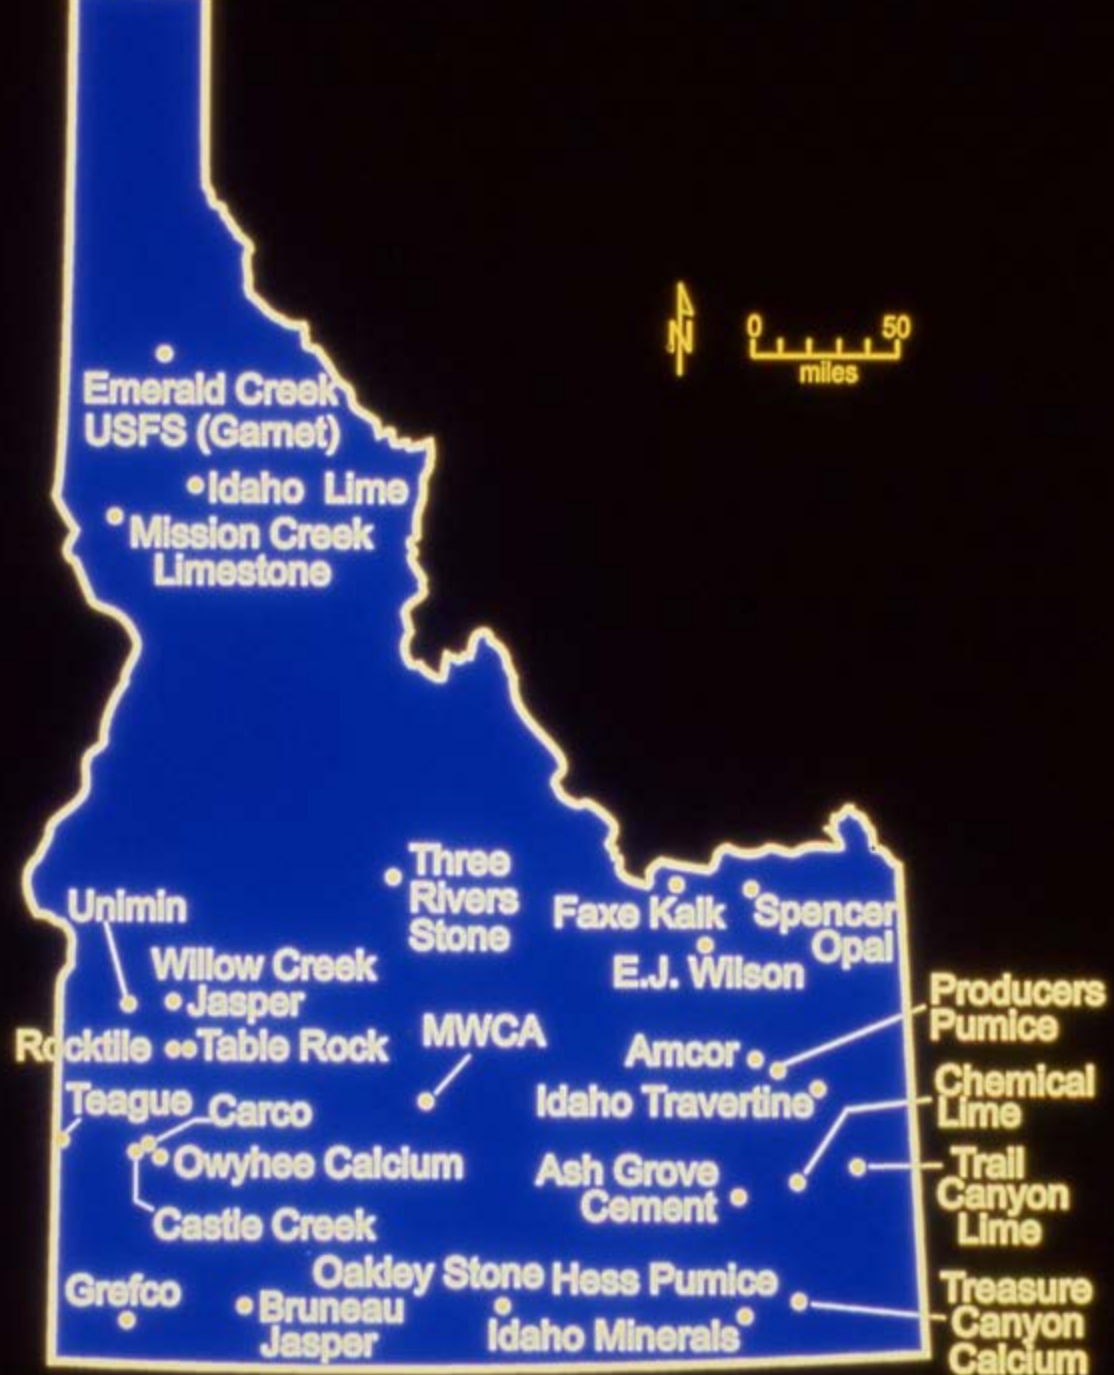 N
0 50
miles
Emerald Creek
USFS (Garnet)
Idaho Lime
Mission Creek
Limestone
Three
Rivers
Stone
Unimin
Willow Creek
Jasper
Rocktile
Table Rock
MWCA
Faxe Kalk
Spencer
Opal
E.J. Wilson
Producers
Pumice
Amcor
Idaho Travertine
Chemical
Lime
Teague
Carco
Owyhee Calcium
Castle Creek
Ash Grove
Cement
Trail
Canyon
Lime
Grefco
Bruneau
Jasper
Oakley Stone
Hess Pumice
Idaho Minerals
Treasure
Canyon
Calcium